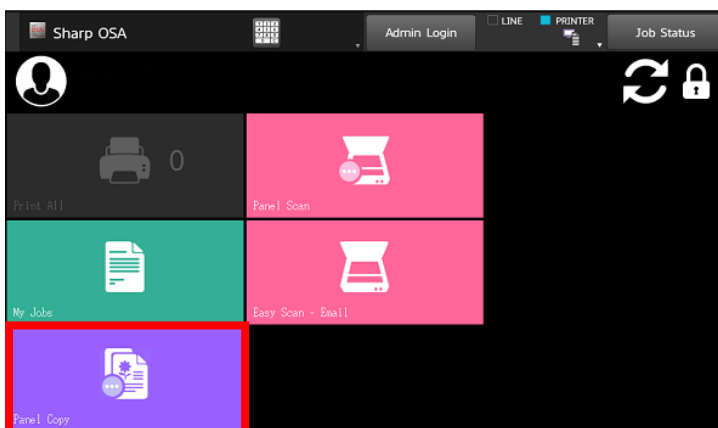 Sharp OSA
Admin Login
LINE
PRINTER
Job Status
0
Print All
Panel Scan
My Jobs
Easy Scan - Email
Panel Copy